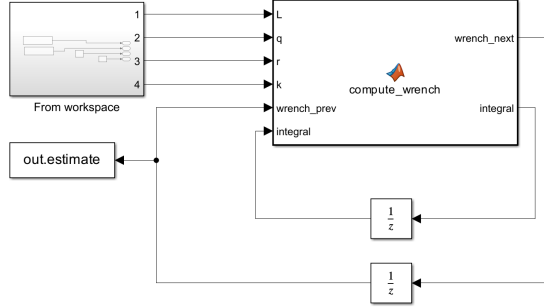 1
2
3
4
From workspace
L
q
r
k
wrench_prev
integral
compute_wrench
wrench_next
integral
out.estimate
1
z
1
z